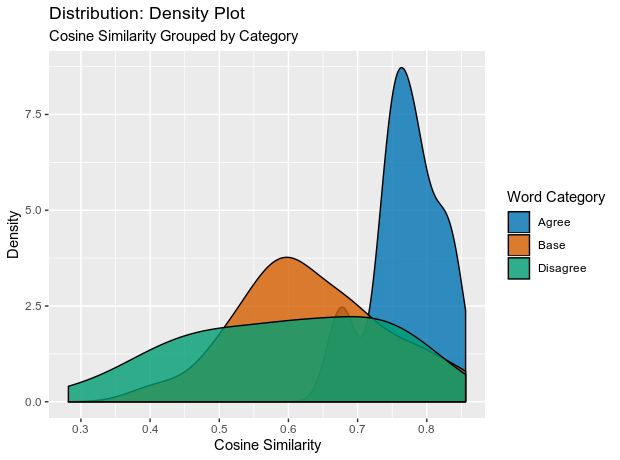 Distribution: Density Plot
Cosine Similarity Grouped by Category
7.5
5.0
2.5
0.0
Density
0.3 0.4 0.5 0.6 0.7 0.8
Cosine Similarity
Word Category
Agree
Base
Disagree